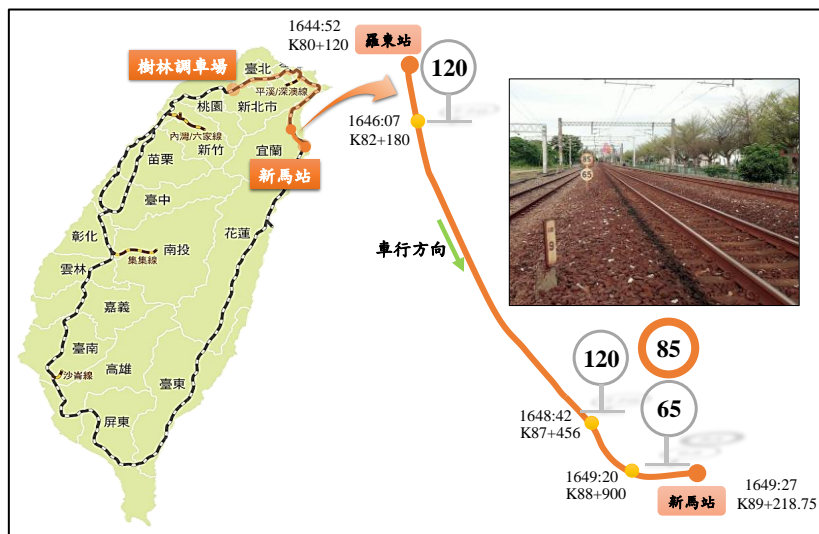 樹林調車場
臺北
平溪/深澳線
桃園
新北市
內灣/六家線
新竹
宜蘭
新馬站
苗栗
臺中
彰化
南投
花蓮
集集線
雲林
嘉義
臺南
沙崙線
高雄
臺東
屏東
1644:52
K80+120
羅東站
120
1646:07
K82+180
車行方向
85
65
9
120
85
65
1648:42
K87+456
1649:20
K88+900
新馬站
1649:27
K89+218.75